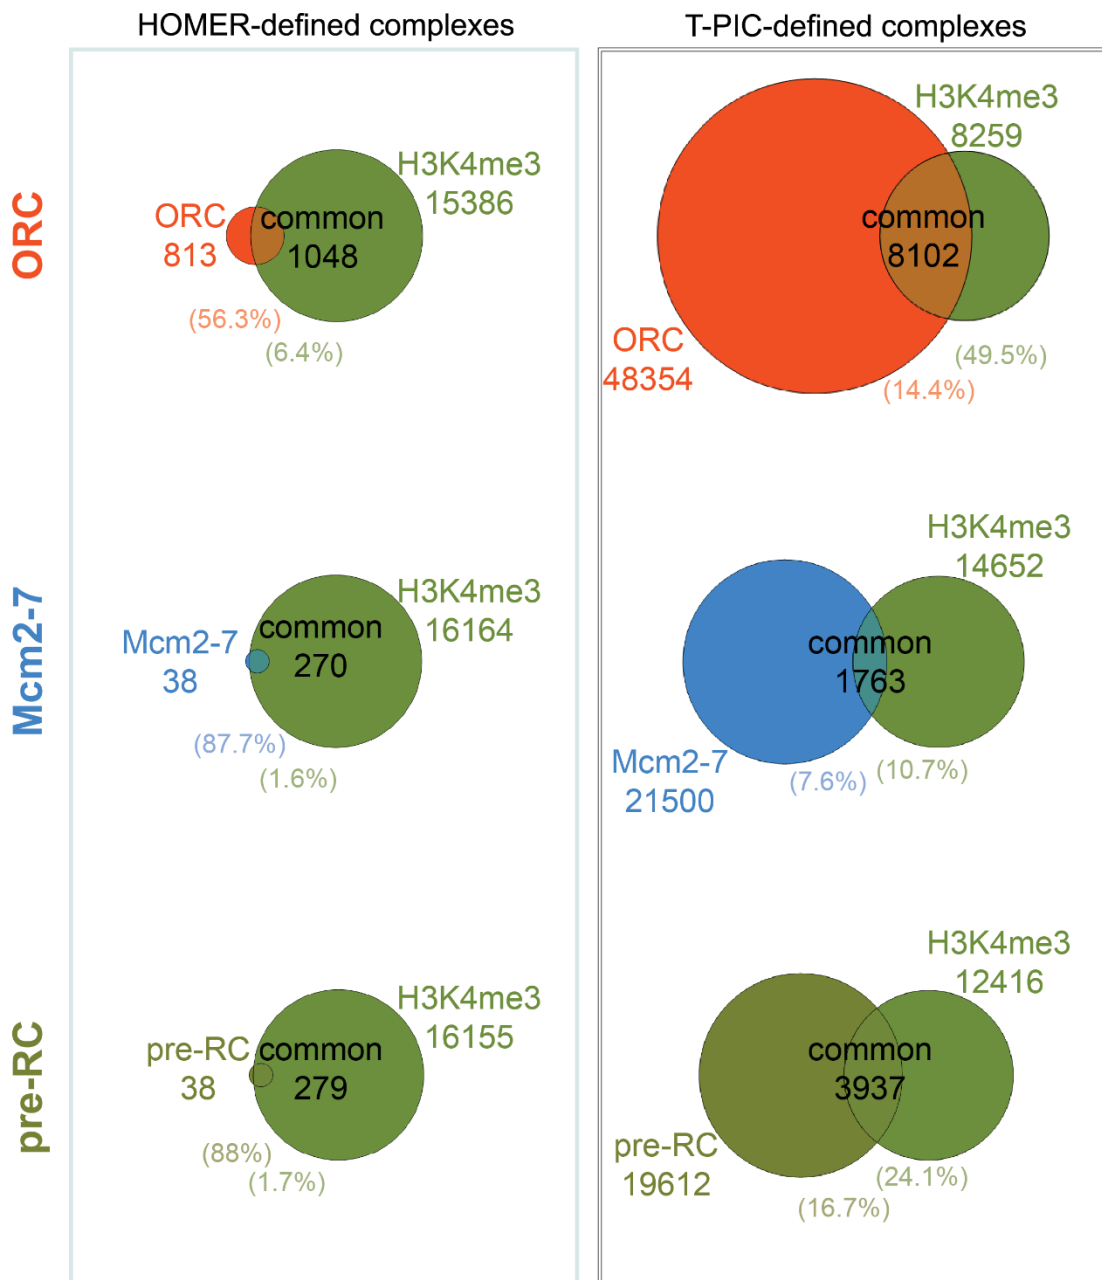 HOMER-defined complexes
T-PIC-defined complexes
ORC
ORC
813
common
1048
H3K4me3
15386
(56.3%)
(6.4%)
H3K4me3
8259
common
8102
ORC
48354
(49.5%)
(14.4%)
Mcm2-7
Mcm2-7
38
common
270
H3K4me3
16164
(87.7%)
(1.6%)
H3K4me3
14652
common
1763
Mcm2-7
21500
(7.6%)
(10.7%)
pre-RC
pre-RC
38
common
279
H3K4me3
16155
(88%)
(1.7%)
H3K4me3
12416
common
3937
pre-RC
19612
(24.1%)
(16.7%)